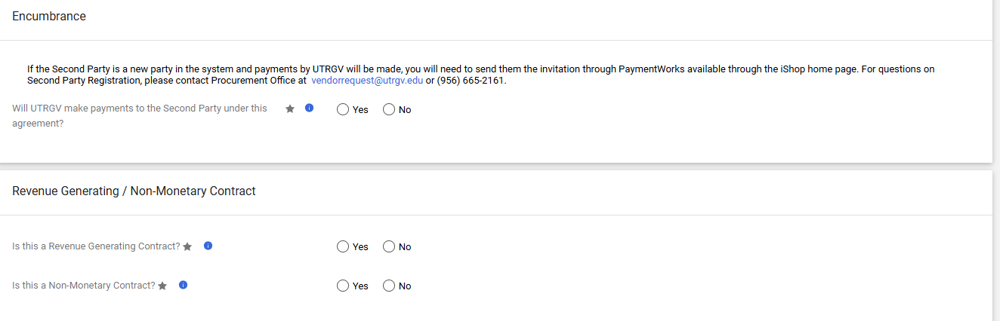 Encumbrance
If the Second Party is a new party in the system and payments by UTRGV will be made, you will need to send them the invitation through PaymentWorks available through the iShop home page. For questions on
Second Party Registration, please contact Procurement Office at vendorrequest@utrgv.edu or (956) 665-2161.
Will UTRGV make payments to the Second Party under this
agreement?
Yes No
Revenue Generating / Non-Monetary Contract
Is this a Revenue Generating Contract? Yes No
Is this a Non-Monetary Contract? Yes No